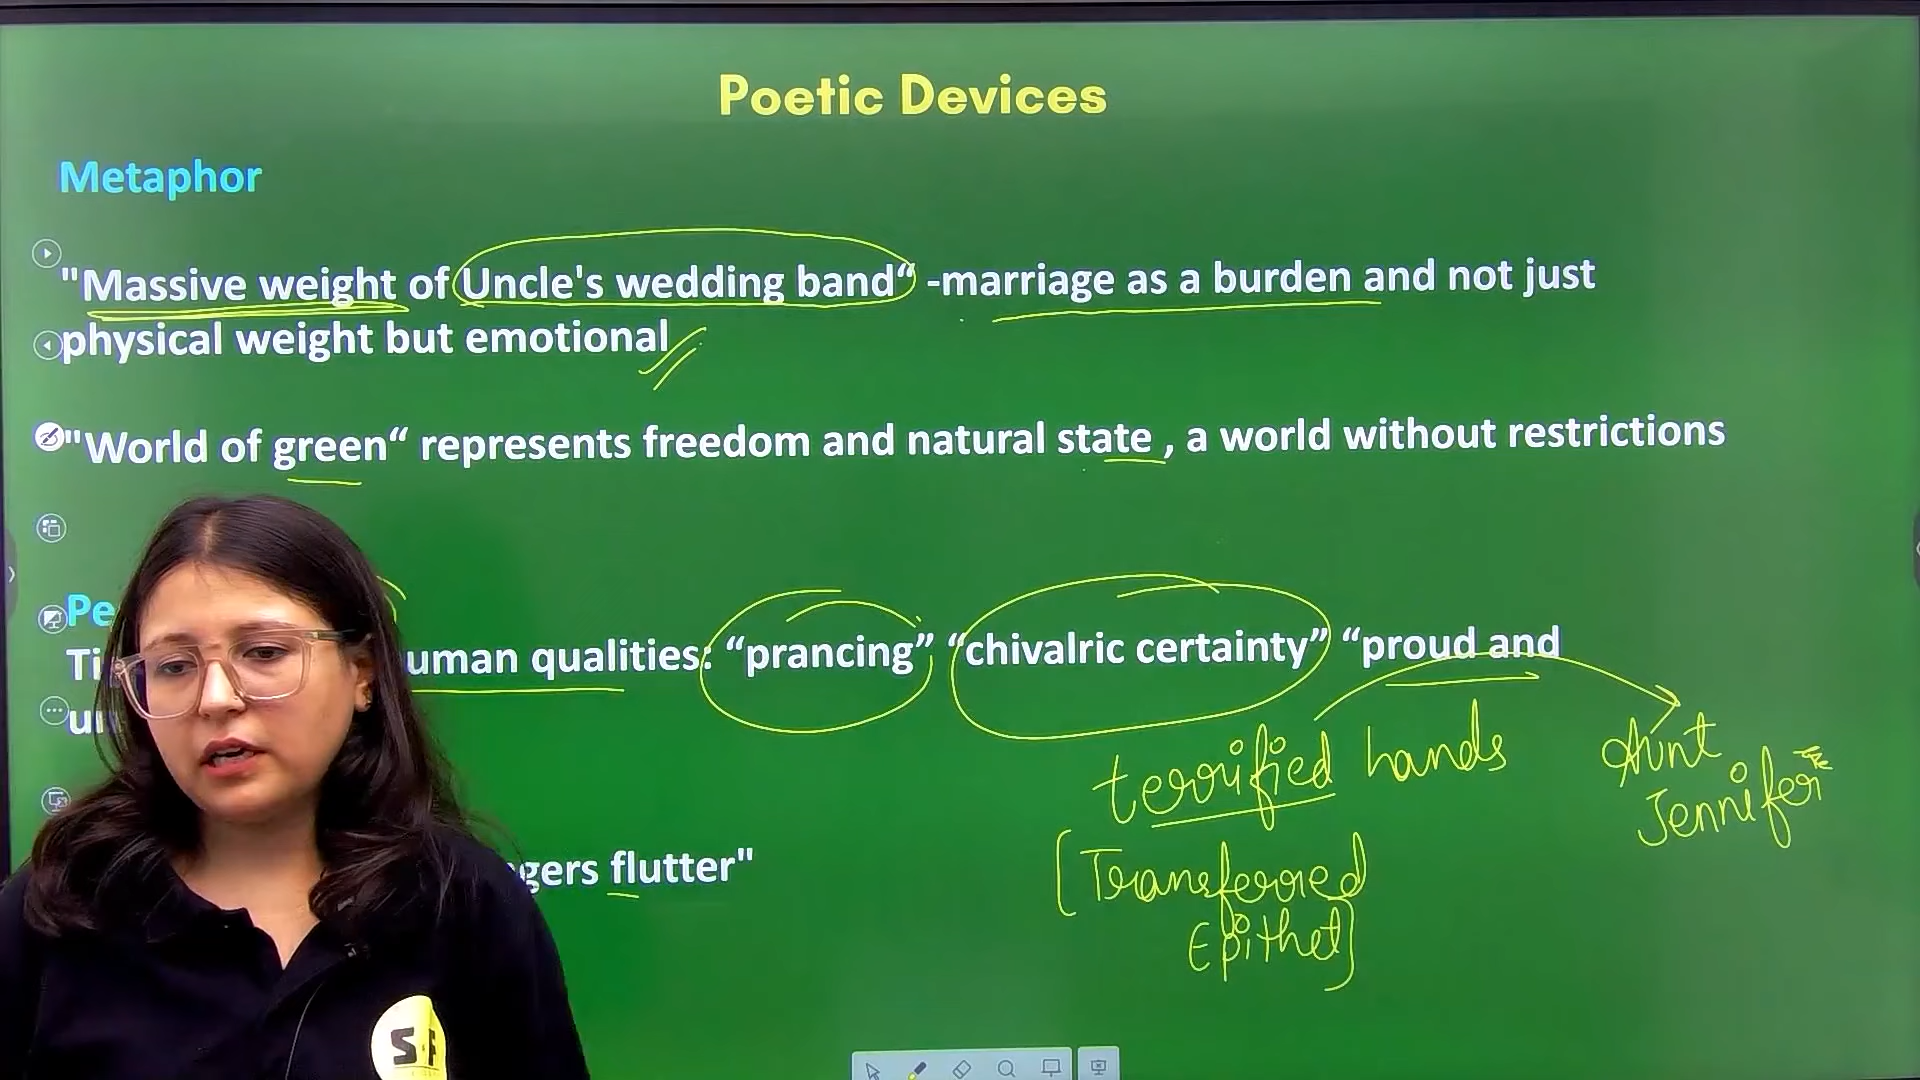 Poetic Devices
Metaphor
"Massive weight of Uncle's wedding band“ -marriage as a burden and not just
physical weight but emotional
"World of green“ represents freedom and natural state , a world without restrictions
Pe
Ti uman qualities: “prancing” “chivalric certainty” “proud and
un
terrified hands
Aunt
Jennifer
gers flutter"
[Transferred
Epithet]